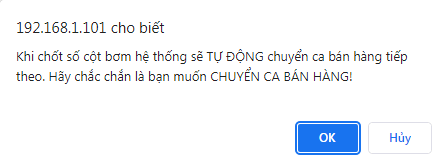 192.168.1.101 cho biết
Khi chốt số cột bơm hệ thống sẽ TỰ ĐỘNG chuyển ca bán hàng tiếp
theo. Hãy chắc chắn là bạn muốn CHUYỂN CA BÁN HÀNG!
OK
Hủy